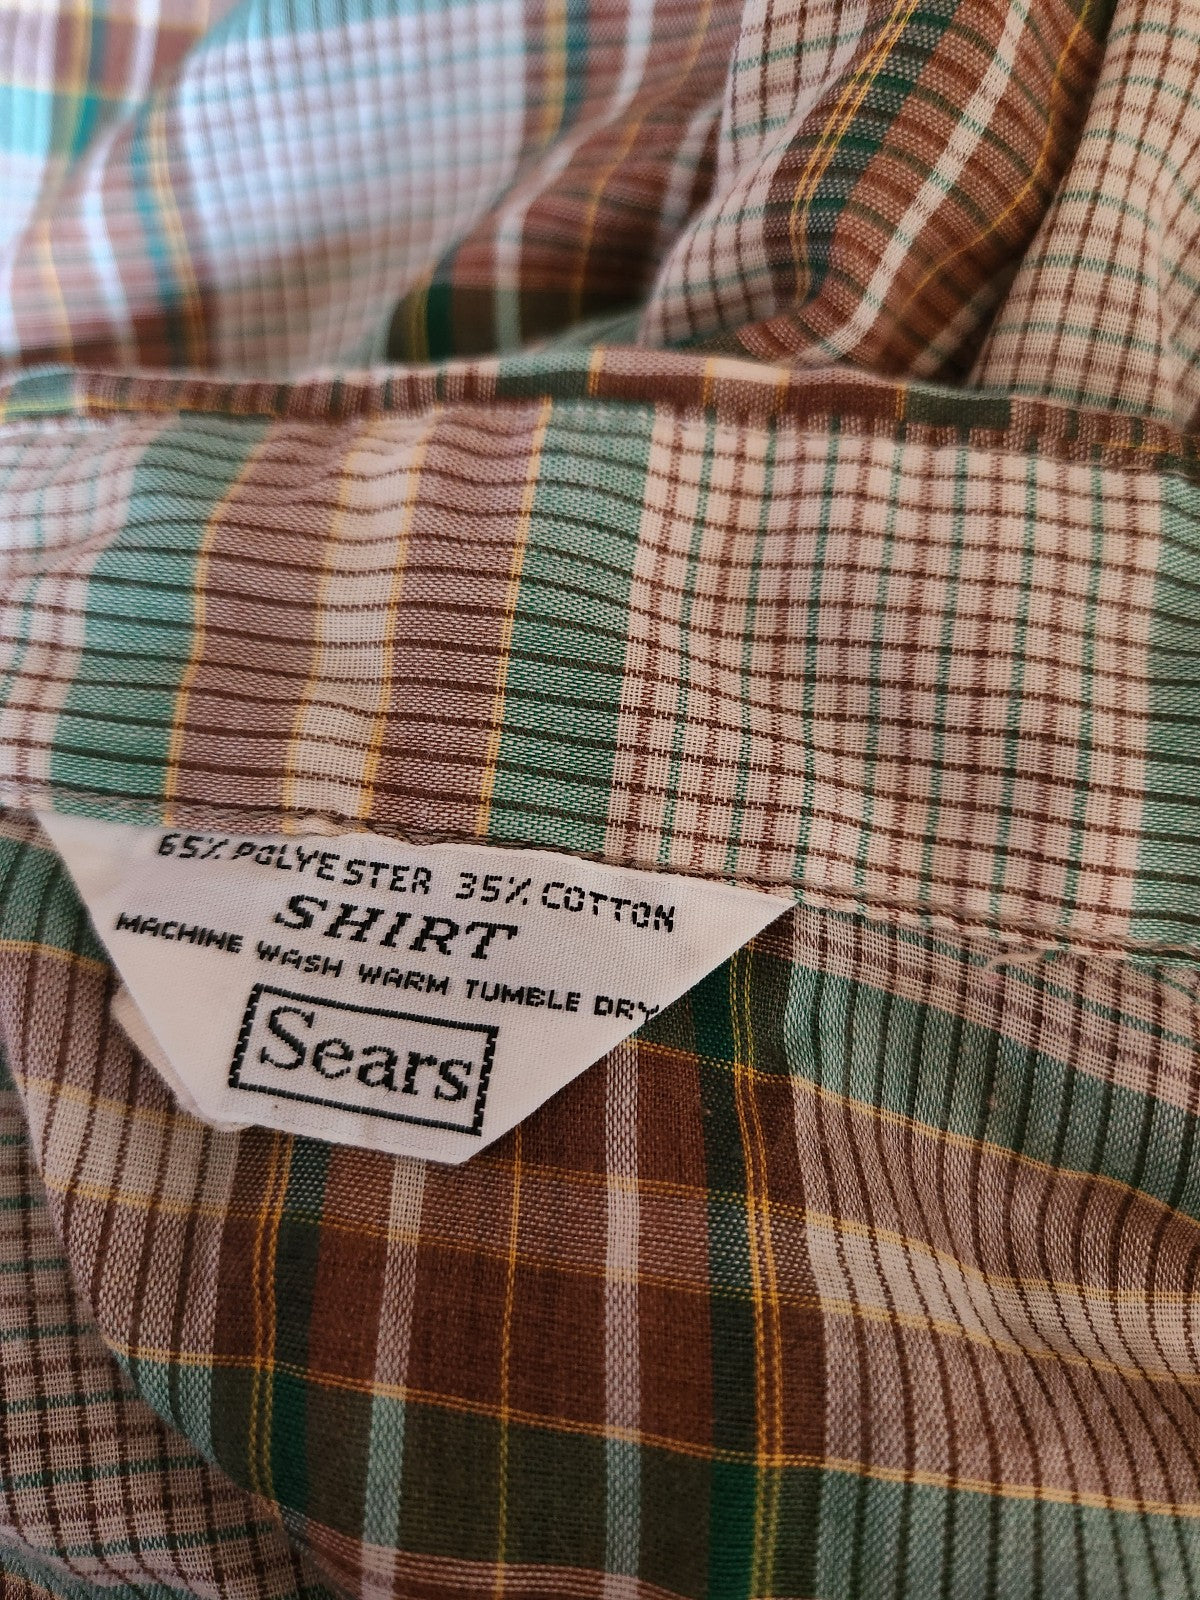 65% POLYESTER 35% COTTON
SHIRT
MACHINE WASH WARM TUMBLE DRY
Sears